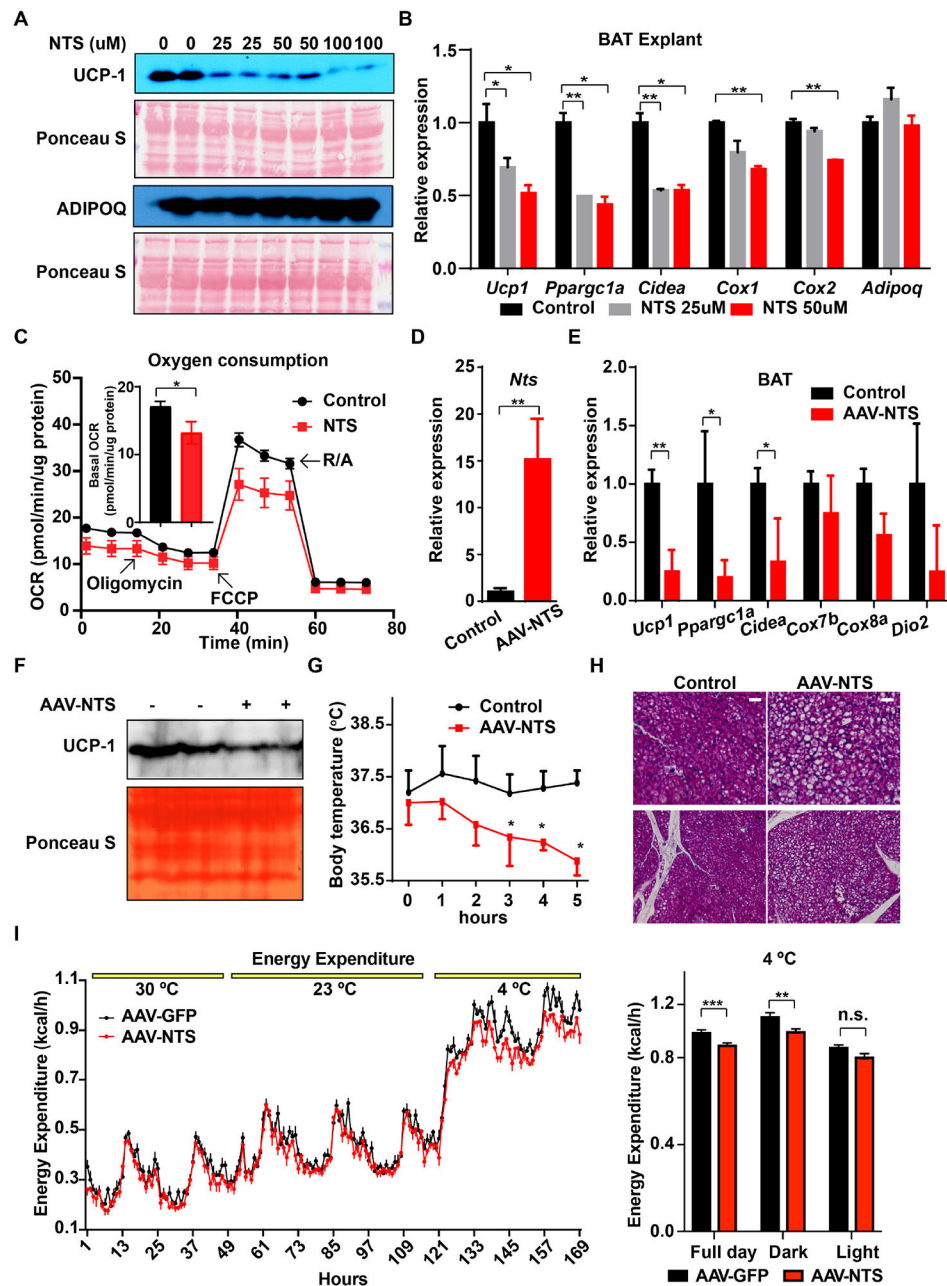 A
NTS (uM)
0 0 25 25 50 50 100 100
UCP-1
Ponceau S
ADIPOQ
Ponceau S
B
BAT Explant
Relative expression
1.5
1.0
0.5
0.0
* *
** *
** *
**
**
Ucp1 Ppargc1a Cidea Cox1 Cox2 Adipoq
Control NTS 25uM NTS 50uM
C
Oxygen consumption
OCR (pmol/min/ug protein)
50
40
30
20
10
0
Basal OCR
(pmol/min/ug protein)
20
10
0
*
Control
NTS
R/A
Oligomycin
FCCP
0 20 40 60 80
Time (min)
D
Nts
Relative expression
25
20
15
10
5
0
**
Control
AAV-NTS
E
BAT
Relative expression
2.0
1.5
1.0
0.5
0.0
Control
AAV-NTS
** * *
Ucp1 Ppargc1a Cidea Cox7b Cox8a Dio2
F
AAV-NTS - - + +
UCP-1
Ponceau S
G
Control
AAV-NTS
Body temperature (ºC)
38.5
37.5
36.5
35.5
* * *
0 1 2 3 4 5
hours
H
Control AAV-NTS
I
Energy Expenditure
30 ºC 23 ºC 4 ºC
AAV-GFP
AAV-NTS
Energy Expenditure (kcal/h)
1.1
0.9
0.7
0.5
0.3
0.1
1 13 25 37 49 61 73 85 97 109 121 133 145 157 169
Hours
4 ºC
Energy Expenditure (kcal/h)
1.2
0.8
0.4
0.0
*** ** n.s.
Full day Dark Light
AAV-GFP AAV-NTS